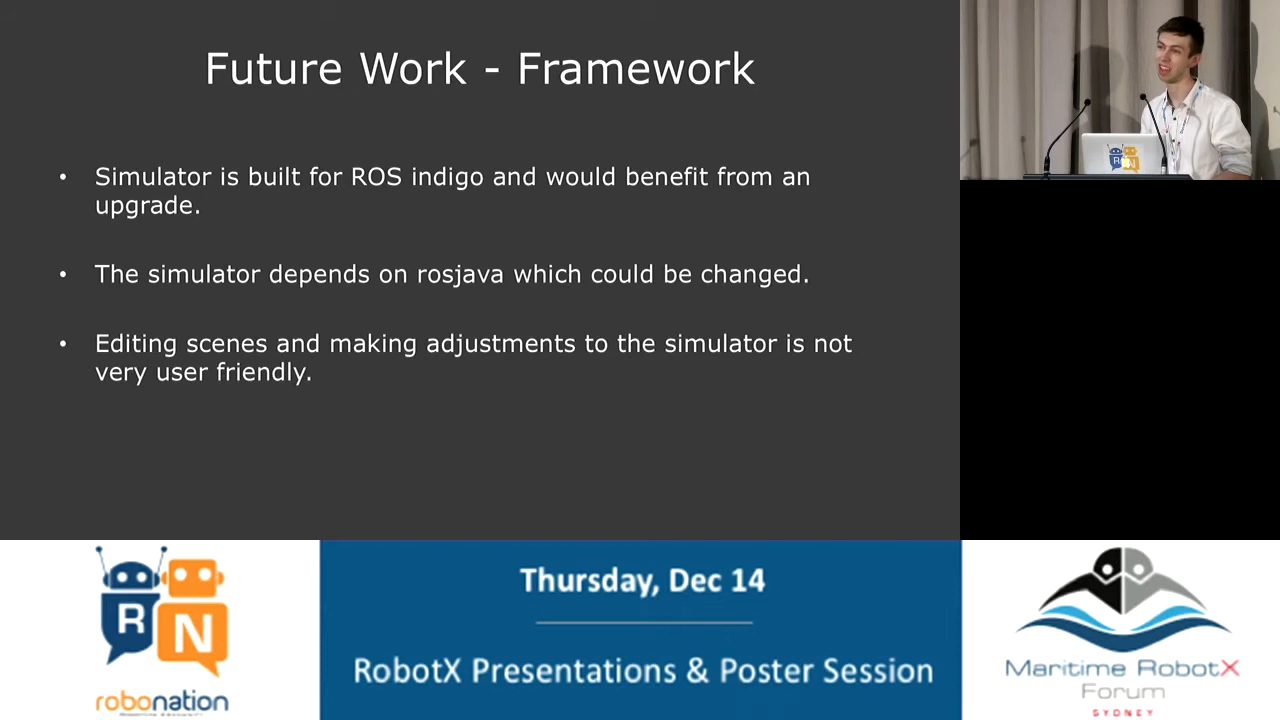 Future Work - Framework
• Simulator is built for ROS indigo and would benefit from an
upgrade.
• The simulator depends on rosjava which could be changed.
• Editing scenes and making adjustments to the simulator is not
very user friendly.
RN
R
N
robonation
Thursday, Dec 14
RobotX Presentations & Poster Session
Maritime RobotX
Forum
SYDNEY